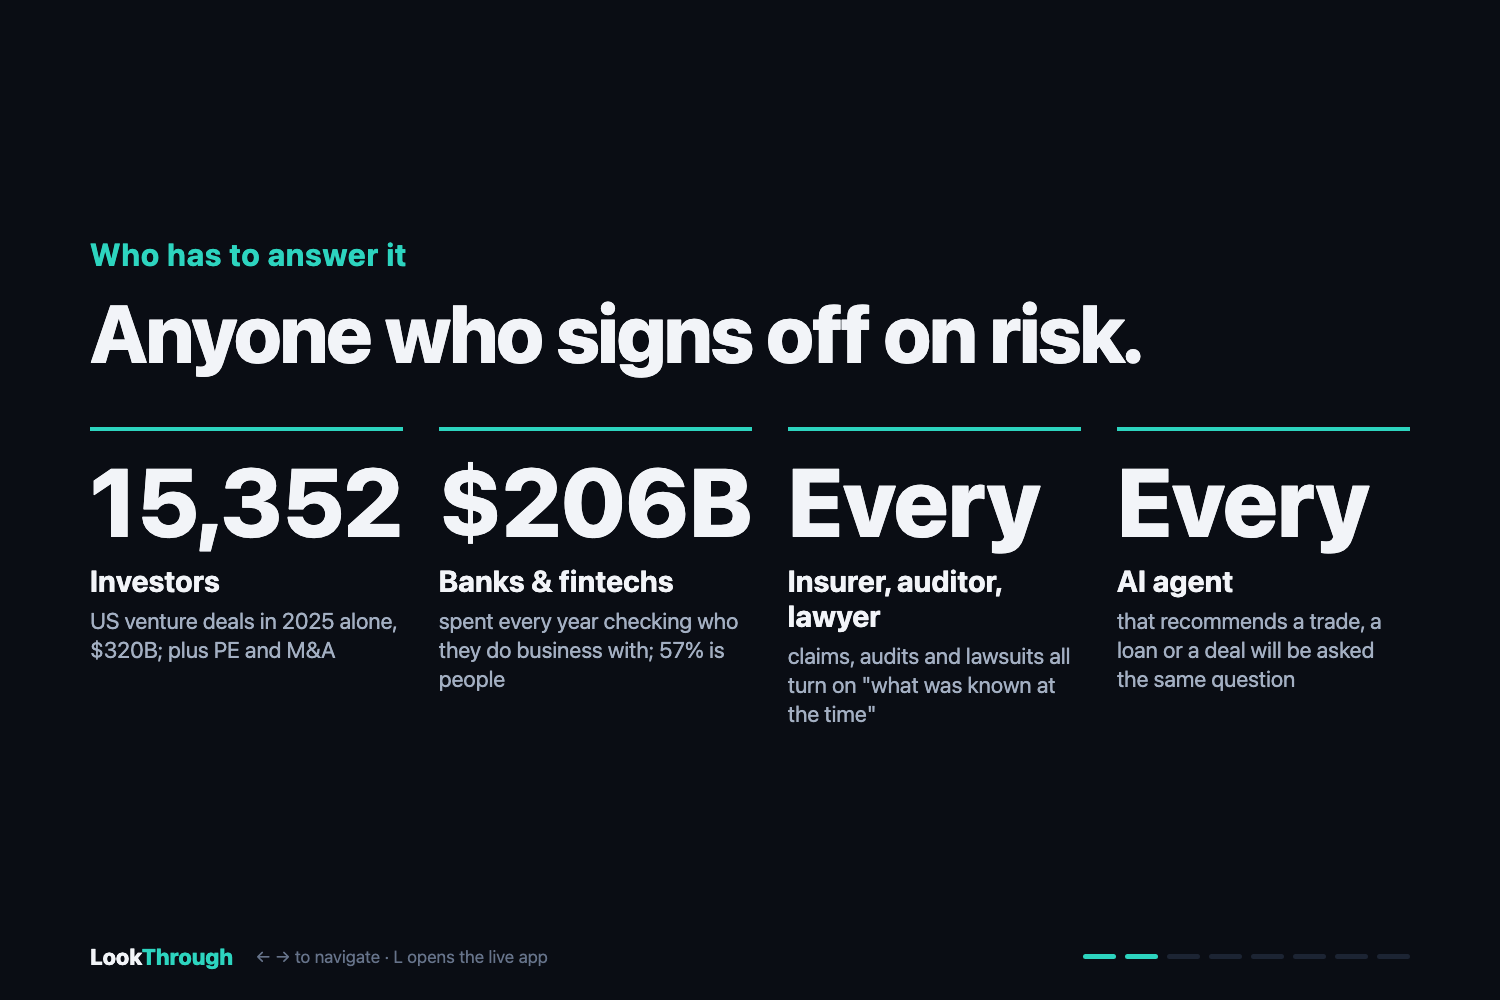 Who has to answer it
Anyone who signs off on risk.
15,352
Investors
US venture deals in 2025 alone,
$320B; plus PE and M&A
$206B
Banks & fintechs
spent every year checking who
they do business with; 57% is
people
Every
Insurer, auditor,
lawyer
claims, audits and lawsuits all
turn on "what was known at
the time"
Every
AI agent
that recommends a trade, a
loan or a deal will be asked
the same question
LookThrough
← → to navigate · L opens the live app